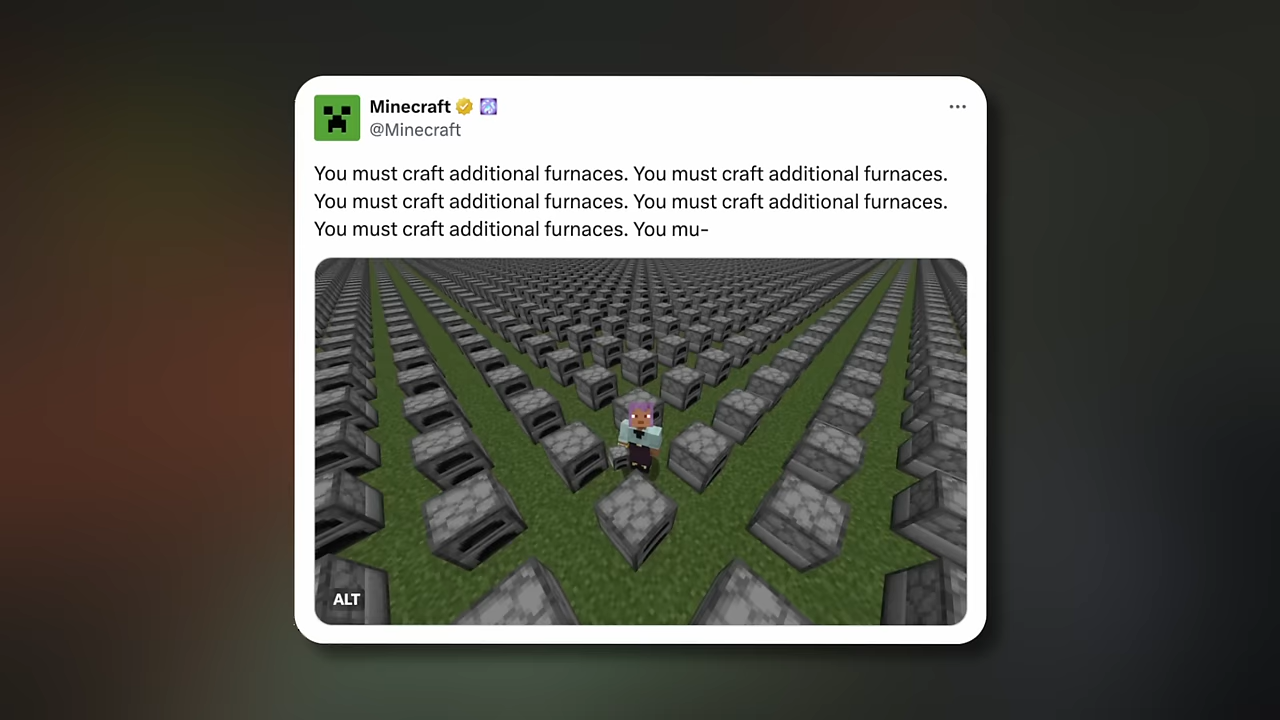 Minecraft
@Minecraft
You must craft additional furnaces. You must craft additional furnaces.
You must craft additional furnaces. You must craft additional furnaces.
You must craft additional furnaces. You mu-
ALT